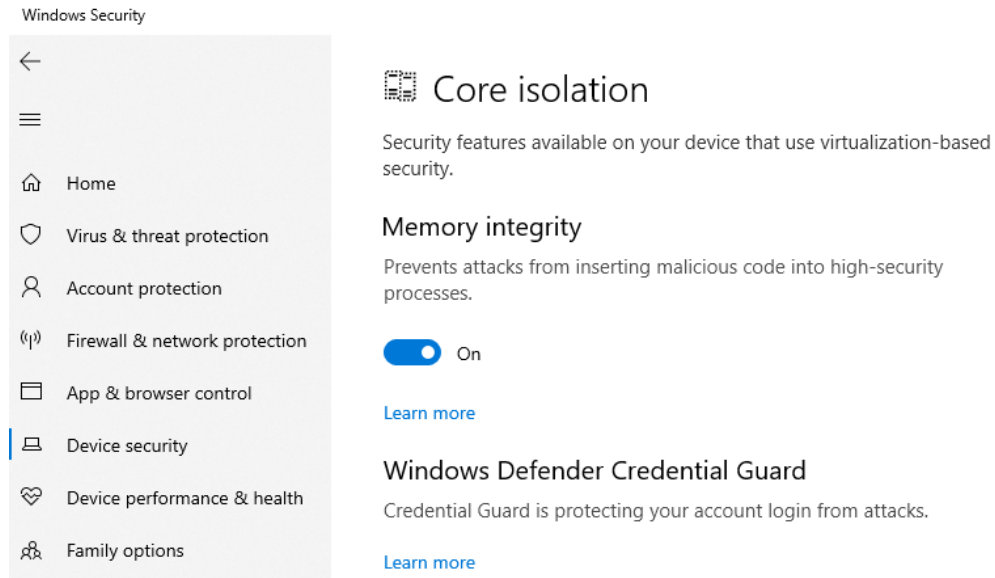 Windows Security
Home
Virus & threat protection
Account protection
Firewall & network protection
App & browser control
Device security
Device performance & health
Family options
Core isolation
Security features available on your device that use virtualization-based
security.
Memory integrity
Prevents attacks from inserting malicious code into high-security
processes.
On
Learn more
Windows Defender Credential Guard
Credential Guard is protecting your account login from attacks.
Learn more